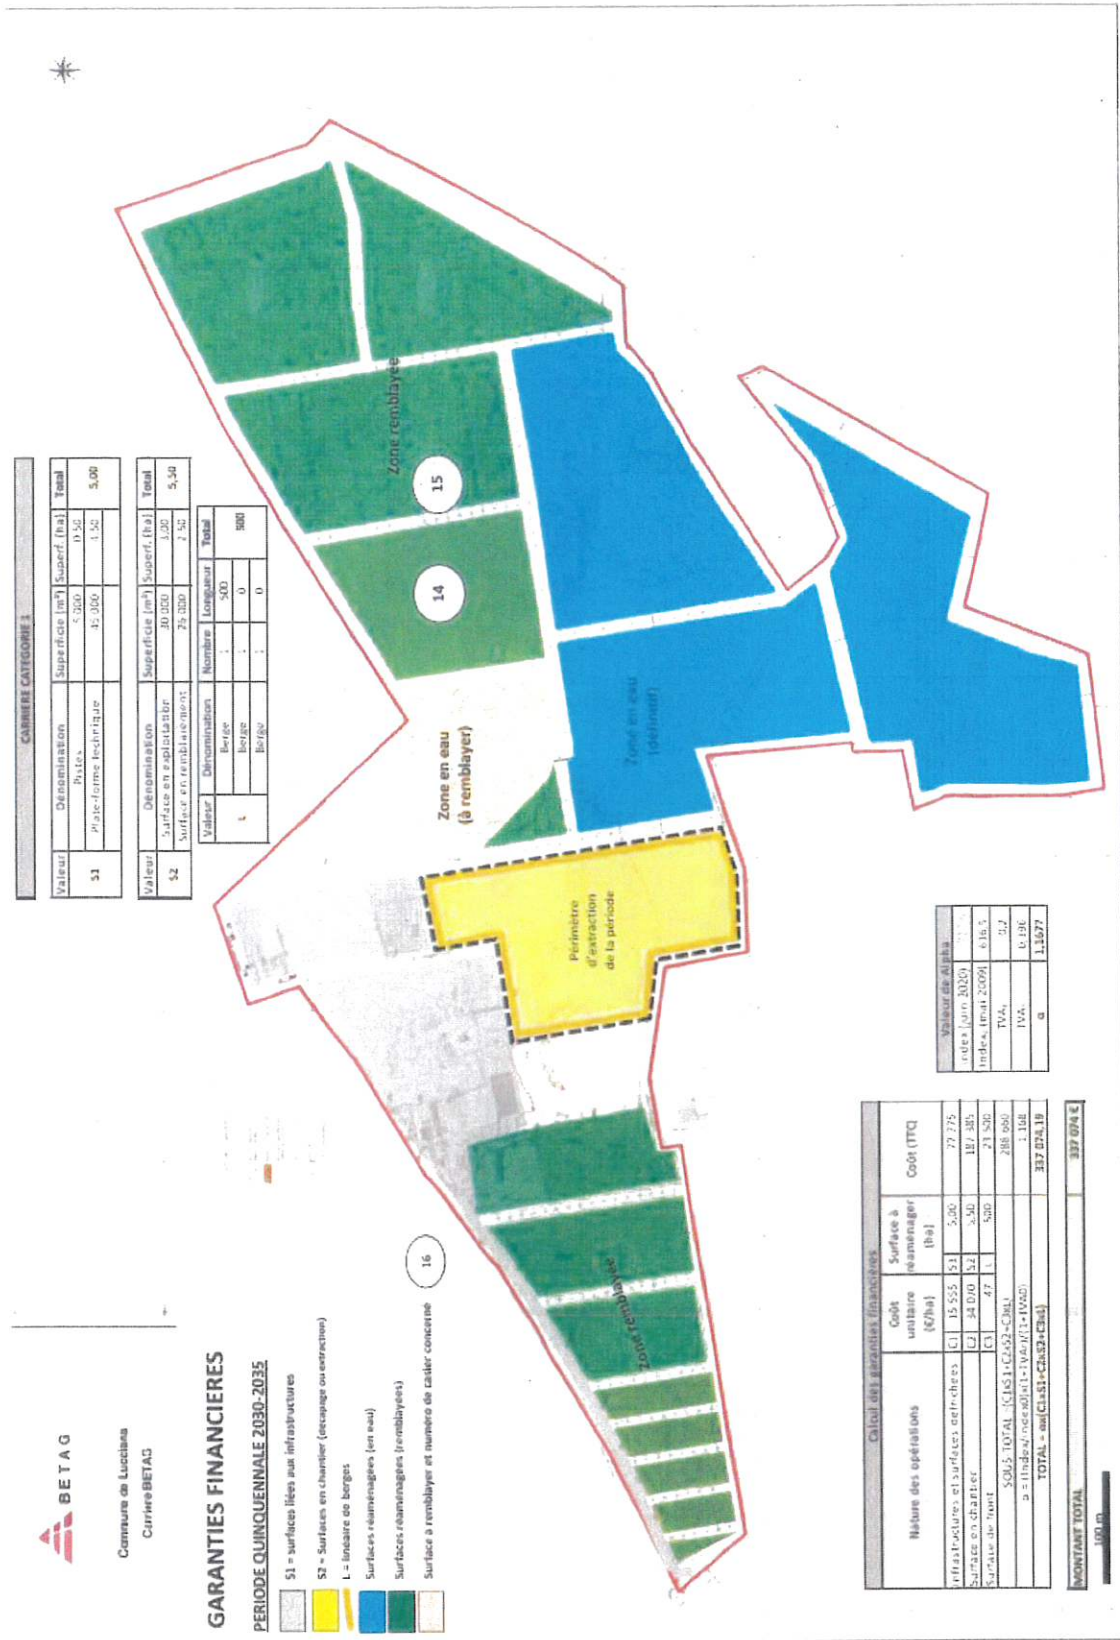 BETAG
Commune de Lucciana
Carrière BETAG
GARANTIES FINANCIERES
PERIODE QUINQUENNALE 2030-2035
S1 = surfaces liées aux infrastructures
S2 = Surfaces en chantier (decapage ou extraction)
L = linéaire de berges
Surfaces réaménagées (en eau)
Surfaces réaménagées (remblayées)
Surface a remblayer et numéro de casier concerné
16
CARRIERE CATEGORIE 1
Valeur Dénomination Superficie (m²) Superf. (ha) Total
S1 Pistes 5 000 0,50 5,00
Plate-forme technique 45 000 4,50
Valeur Dénomination Superficie (m²) Superf. (ha) Total
S2 Surface en exploitation 30 000 3,00 5,50
Surface en remblaiement 25 000 2,50
Valeur Dénomination Nombre Longueur Total
L Berge 1 500 500
Berge 1 0
Berge 1 0
Zone remblayée
15
14
Zone en eau
(à remblayer)
Zone en eau
(définitif)
Périmètre
d'extraction
de la période
Zone remblayée
Calcul des garanties financières
Nature des opérations Coût unitaire (€/ha) Surface à réaménager (ha) Coût (TTC)
Infrastructures et surfaces defrichees C1 15 555 S1 5,00 77 775
Surface en chantier C2 34 070 S2 5,50 187 385
Surface de front C3 47 L 500 23 500
SOUS TOTAL (C1xS1+C2xS2+C3xL) 288 660
α = (Index/Index0)x(1+TVAr)/(1+TVA0) 1,168
TOTAL = αx(C1xS1+C2xS2+C3xL) 337 074,19
MONTANT TOTAL 337 074 €
Valeur de Alpha
Index (juin 2020)
Index0 (mai 2009) 616,5
TVAr 0,2
TVA0 0,196
α 1,1677
100 m